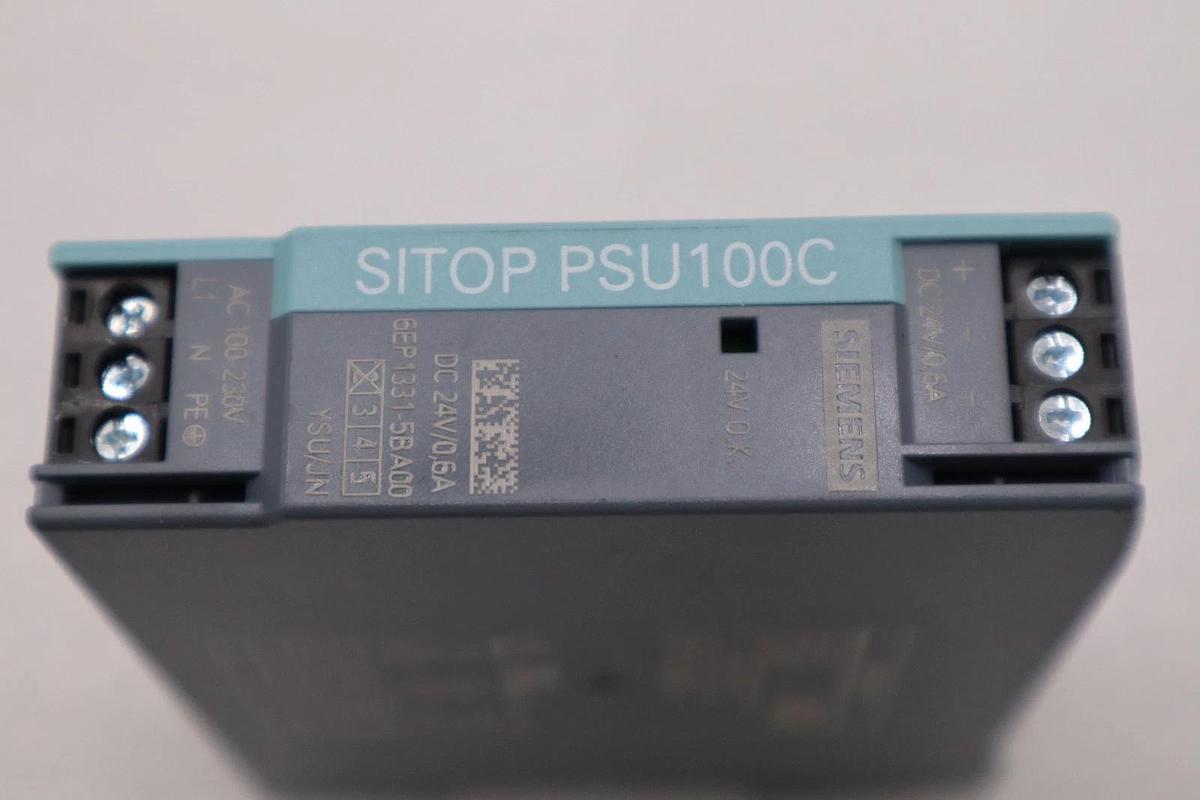 SITOP PSU100C
AC 100-230V
L1 N PE
6EP1331-5BA00
DC 24V/0,6A
X 3 4 5
YSU/JN
24V O.K.
SIEMENS
+ - -
DC 24V/0,6A